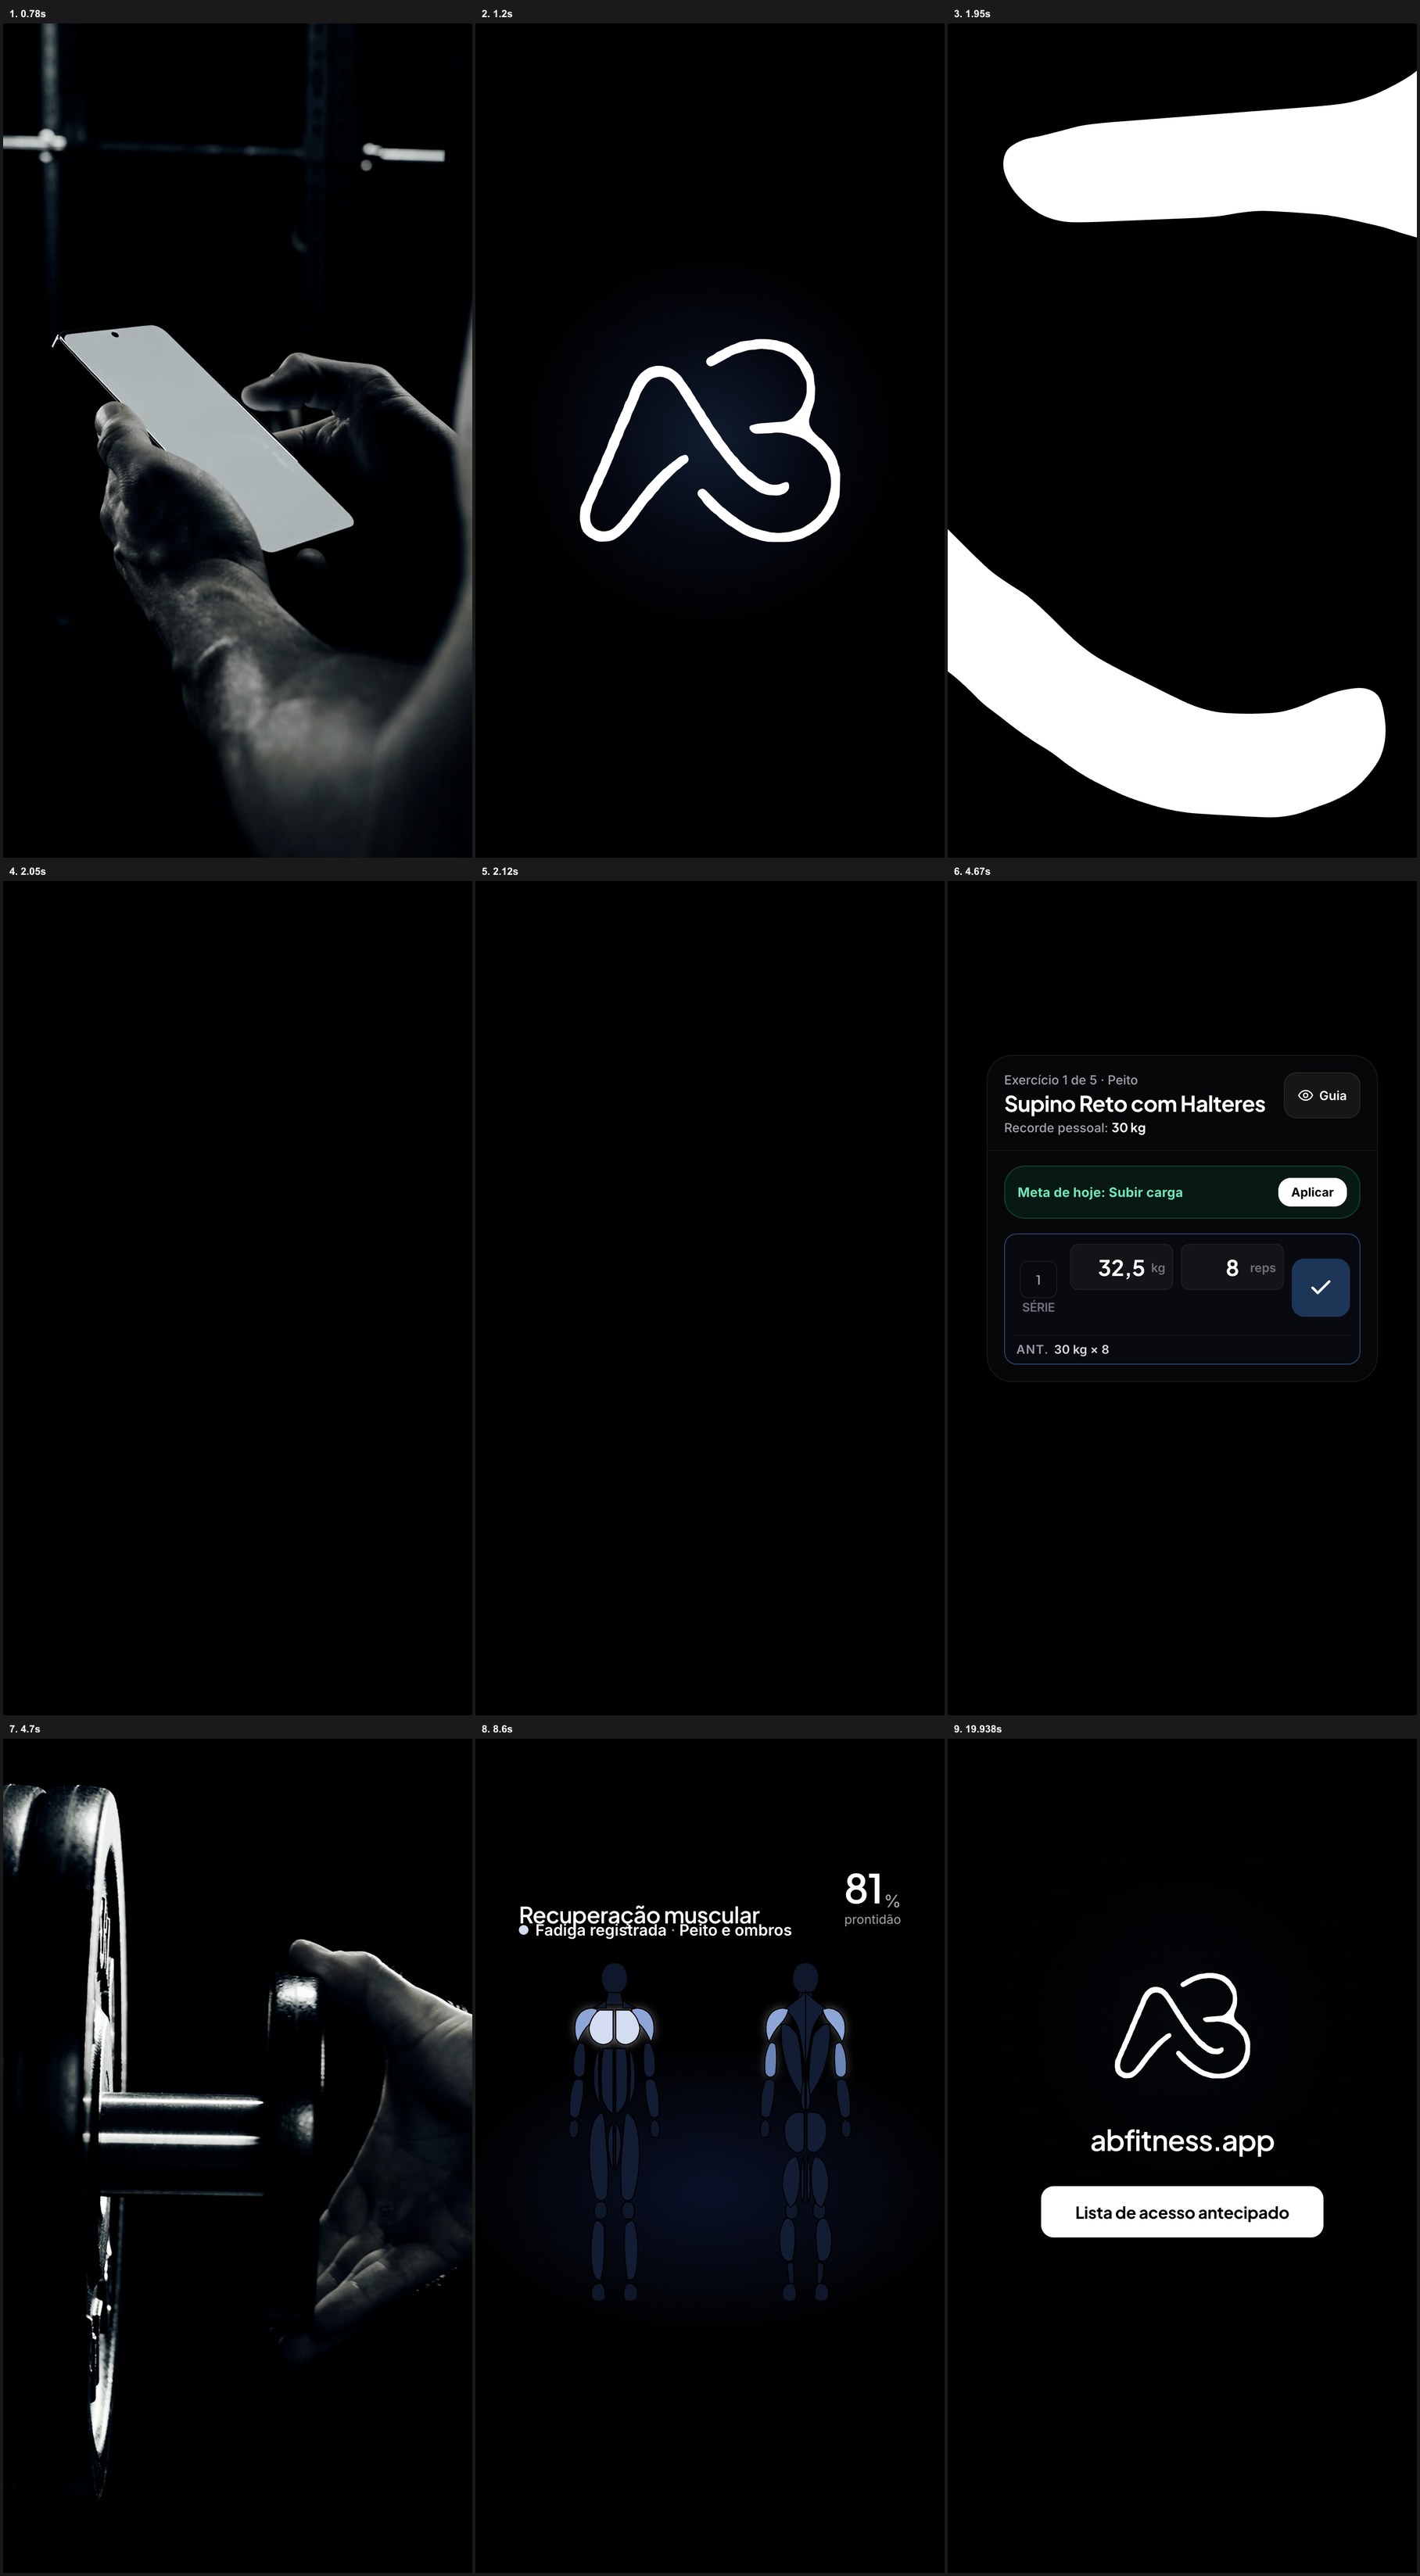 1. 0.78s
2. 1.2s
3. 1.95s
4. 2.05s
5. 2.12s
6. 4.67s
Exercício 1 de 5 · Peito
Supino Reto com Halteres
Recorde pessoal: 30 kg
Guia
Meta de hoje: Subir carga
Aplicar
1
SÉRIE
32,5 kg
8 reps
ANT. 30 kg × 8
7. 4.7s
8. 8.6s
81%
prontidão
Recuperação muscular
Fadiga registrada · Peito e ombros
9. 19.938s
AB
abfitness.app
Lista de acesso antecipado